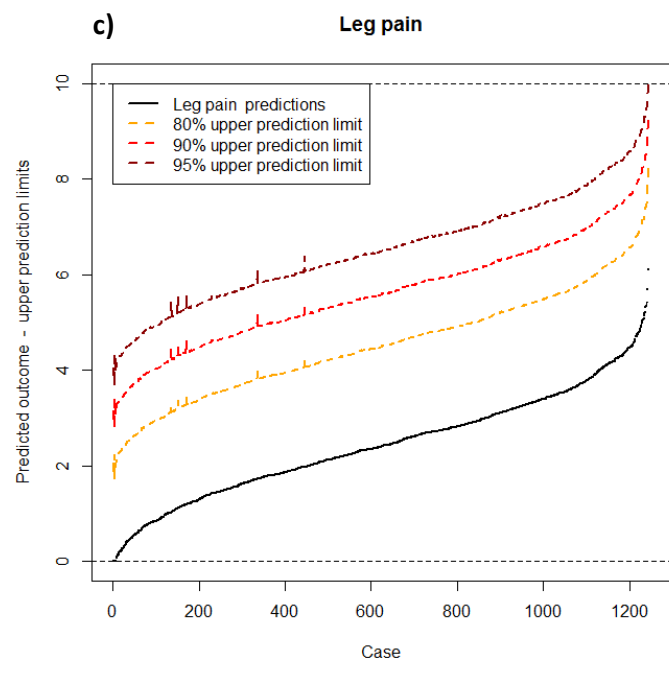 c)
Leg pain
Leg pain predictions
80% upper prediction limit
90% upper prediction limit
95% upper prediction limit
Predicted outcome - upper prediction limits
10
8
6
4
2
0
0 200 400 600 800 1000 1200
Case